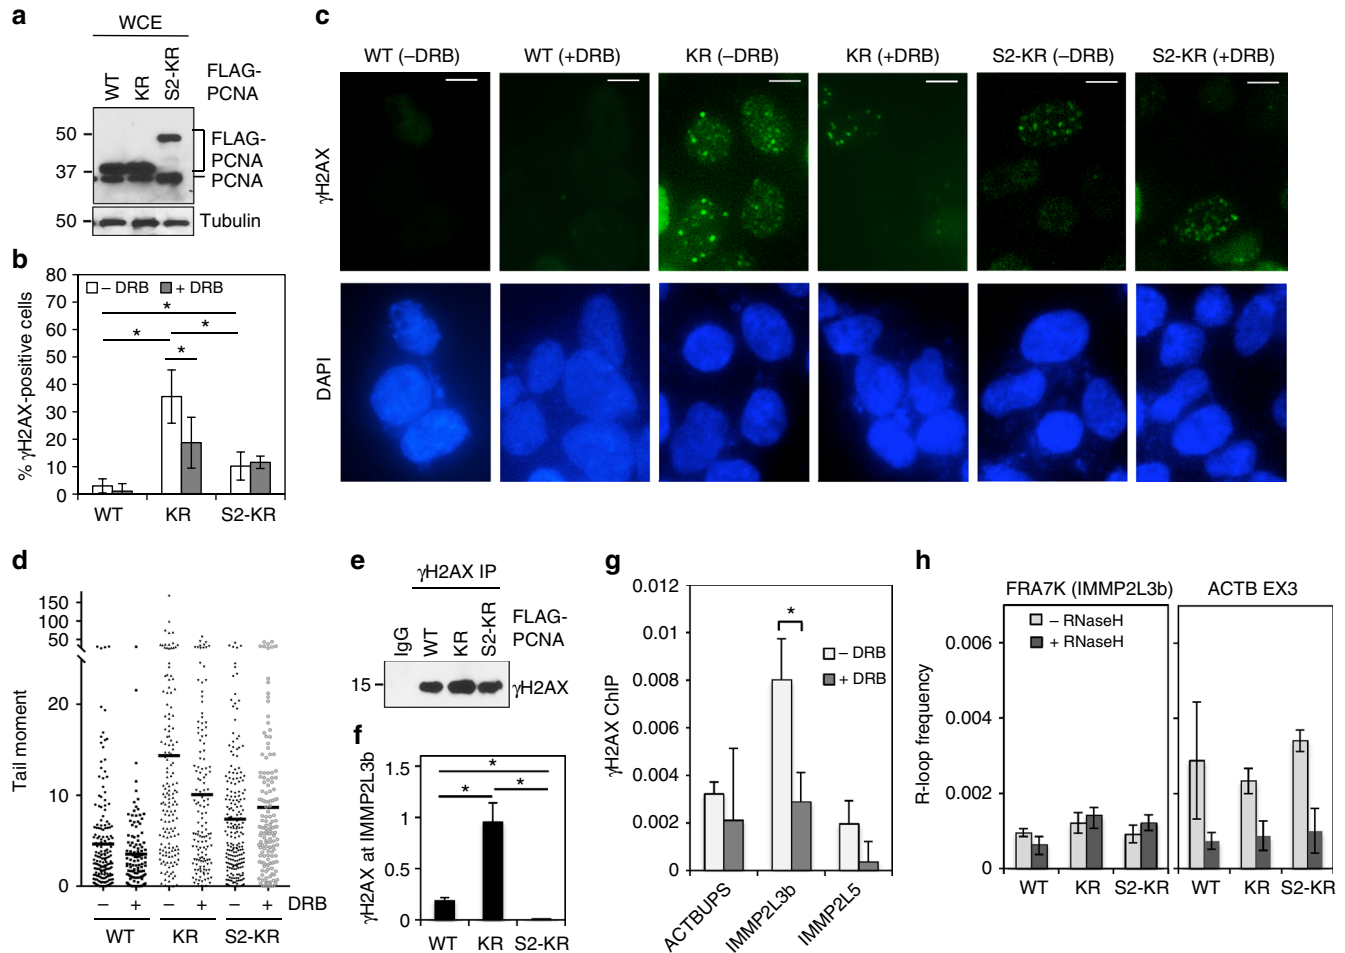 a
WCE
WT
KR
S2-KR
FLAG-
PCNA
50
37
FLAG-
PCNA
PCNA
50
Tubulin
b
% γH2AX-positive cells
80
70
60
50
40
30
20
10
0
– DRB
+ DRB
*
*
*
*
WT
KR
S2-KR
c
WT (–DRB)
WT (+DRB)
KR (–DRB)
KR (+DRB)
S2-KR (–DRB)
S2-KR (+DRB)
γH2AX
DAPI
d
Tail moment
150
100
50
20
10
0
– + – + – + DRB
WT
KR
S2-KR
e
γH2AX IP
IgG
WT
KR
S2-KR
FLAG-
PCNA
15
γH2AX
f
γH2AX at IMMP2L3b
1.5
1
0.5
0
*
*
*
WT
KR
S2-KR
g
γH2AX ChIP
0.012
0.01
0.008
0.006
0.004
0.002
0
*
– DRB
+ DRB
ACTBUPS
IMMP2L3b
IMMP2L5
h
FRA7K (IMMP2L3b)
ACTB EX3
R-loop frequency
0.006
0.004
0.002
0
– RNaseH
+ RNaseH
WT
KR
S2-KR
WT
KR
S2-KR